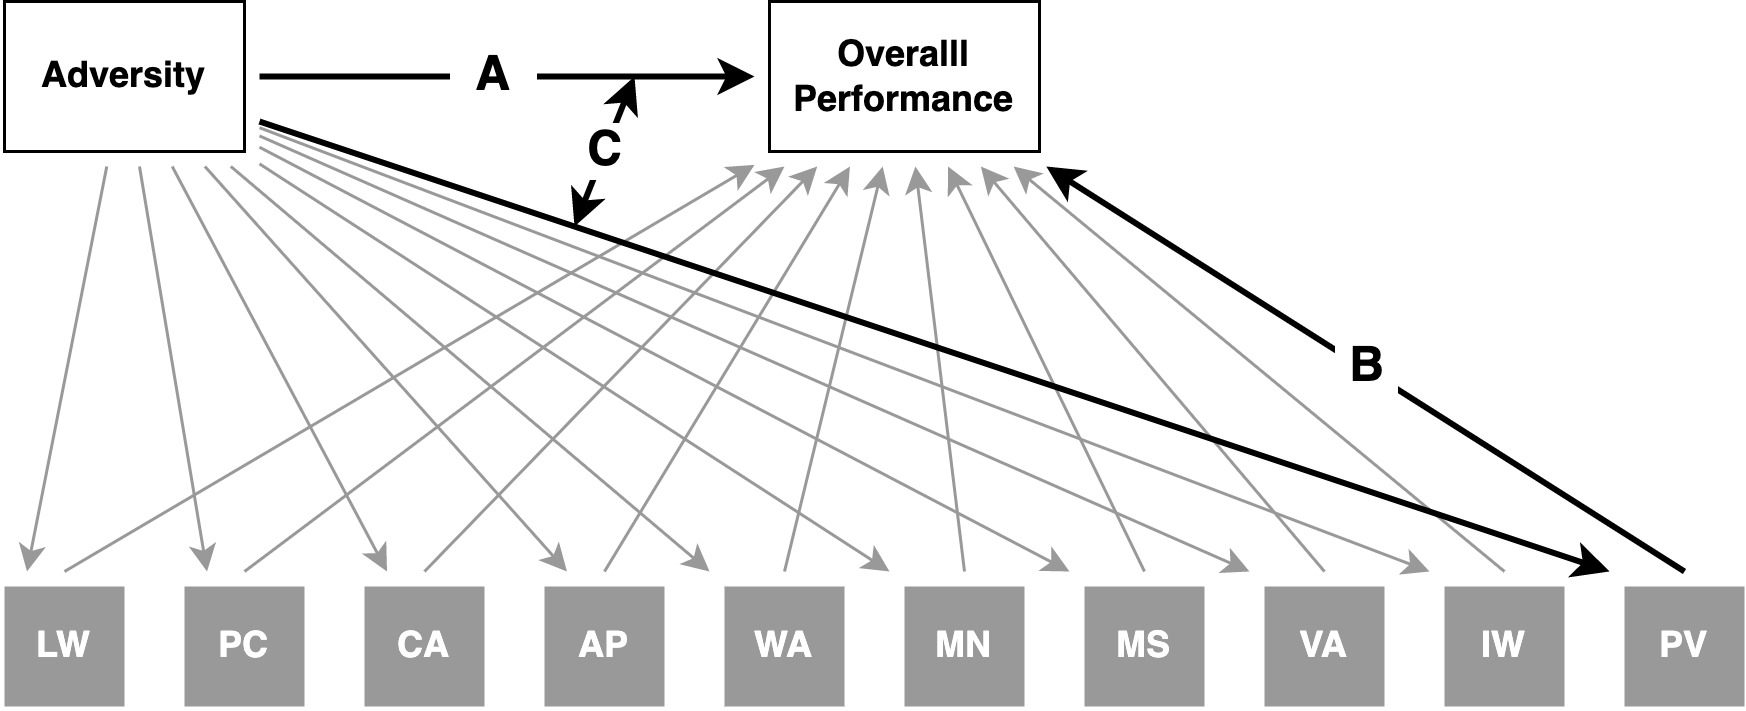 Adversity
A
Overalll
Performance
C
B
LW
PC
CA
AP
WA
MN
MS
VA
IW
PV